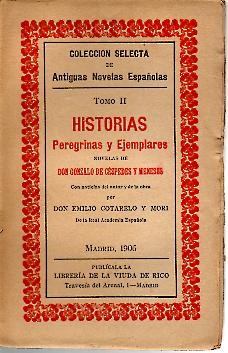 COLECCION SELECTA
DE
Antiguas Novelas Españolas
TOMO II
HISTORIAS
Peregrinas y Ejemplares
NOVELAS DE
DON GONZALO DE CÉSPEDES Y MENESES
Con noticias del autor y de la obra
por
DON EMILIO COTARELO Y MORI
De la Real Academia Española
MADRID, 1906
PUBLÍCALA LA
LIBRERÍA DE LA VIUDA DE RICO
Travesía del Arenal, 1—MADRID